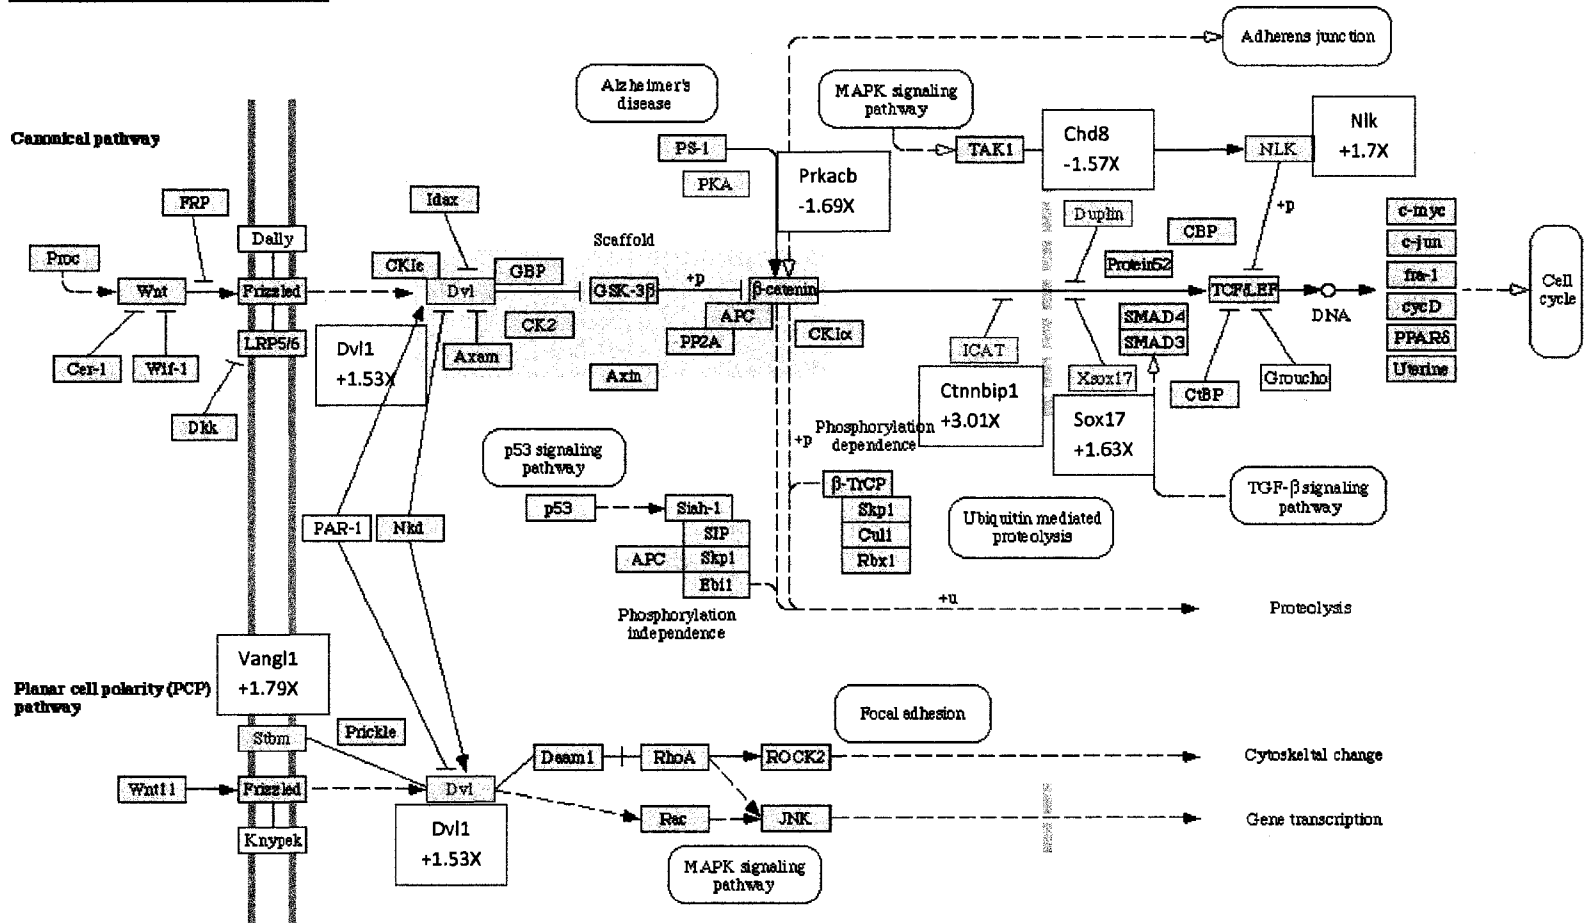 Adherens junction
Alzheimer's
disease
MAPK signaling
pathway
Canonical pathway
PS-1
PKA
Prkacb
-1.69X
TAK1
Chd8
-1.57X
NLK
Nlk
+1.7X
+p
FRP
Idax
Duplin
CBP
c-myc
Dally
Scaffold
c-jun
Proc
CKIε
GBP
Protein52
fra-1
Cell
cycle
Wnt
Frizzled
Dvl
GSK-3β
+p
β-catenin
TCF/LEF
DNA
cycD
CK2
APC
CKIα
SMAD4
LRP5/6
PP2A
SMAD3
PPARδ
Dvl1
+1.53X
Axam
ICAT
Cer-1
Wif-1
Axin
Xsox17
Groucho
Uterine
CtBP
Ctnnbip1
+3.01X
Sox17
+1.63X
Dkk
p53 signaling
pathway
+p
Phosphorylation
dependence
β-TrCP
TGF-β signaling
pathway
p53
Siah-1
Skp1
PAR-1
Nkd
SIP
Cul1
Ubiquitin mediated
proteolysis
APC
Skp1
Rbx1
Ebi1
+u
Proteolysis
Phosphorylation
independence
Vangl1
+1.79X
Planar cell polarity (PCP)
pathway
Focal adhesion
Stbm
Prickle
Daam1
RhoA
ROCK2
Cytoskeltal change
Wnt11
Frizzled
Dvl
Rac
JNK
Gene transcription
Knypek
Dvl1
+1.53X
MAPK signaling
pathway